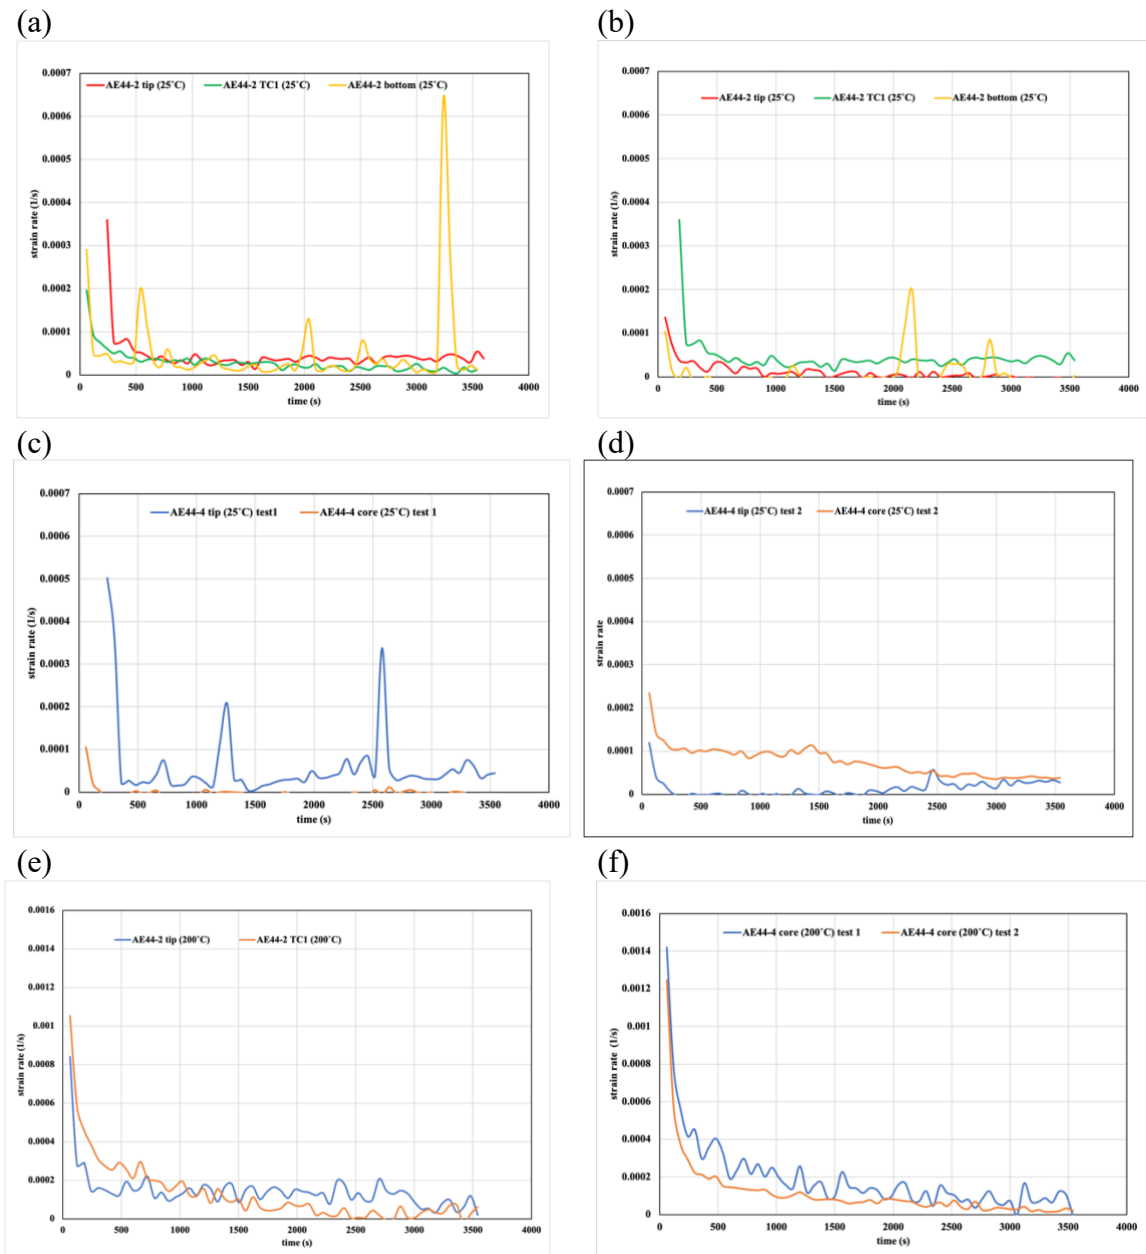 (a)
(b)
0.0007
0.0006
0.0005
0.0004
0.0003
0.0002
0.0001
0
AE44-2 tip (25˚C) AE44-2 TC1 (25˚C) AE44-2 bottom (25˚C)
strain rate (1/s)
0 500 1000 1500 2000 2500 3000 3500 4000
time (s)
0.0007
0.0006
0.0005
0.0004
0.0003
0.0002
0.0001
0
AE44-2 tip (25˚C) AE44-2 TC1 (25˚C) AE44-2 bottom (25˚C)
strain rate (1/s)
0 500 1000 1500 2000 2500 3000 3500 4000
time (s)
(c)
(d)
0.0007
0.0006
0.0005
0.0004
0.0003
0.0002
0.0001
0
AE44-4 tip (25˚C) test1 AE44-4 core (25˚C) test 1
strain rate (1/s)
0 500 1000 1500 2000 2500 3000 3500 4000
time (s)
0.0007
0.0006
0.0005
0.0004
0.0003
0.0002
0.0001
0
AE44-4 tip (25˚C) test 2 AE44-4 core (25˚C) test 2
strain rate
0 500 1000 1500 2000 2500 3000 3500 4000
time (s)
(e)
(f)
0.0016
0.0014
0.0012
0.001
0.0008
0.0006
0.0004
0.0002
0
AE44-2 tip (200˚C) AE44-2 TC1 (200˚C)
strain rate (1/s)
0 500 1000 1500 2000 2500 3000 3500 4000
time (s)
0.0016
0.0014
0.0012
0.001
0.0008
0.0006
0.0004
0.0002
0
AE44-4 core (200˚C) test 1 AE44-4 core (200˚C) test 2
strain rate (1/s)
0 500 1000 1500 2000 2500 3000 3500 4000
time (s)